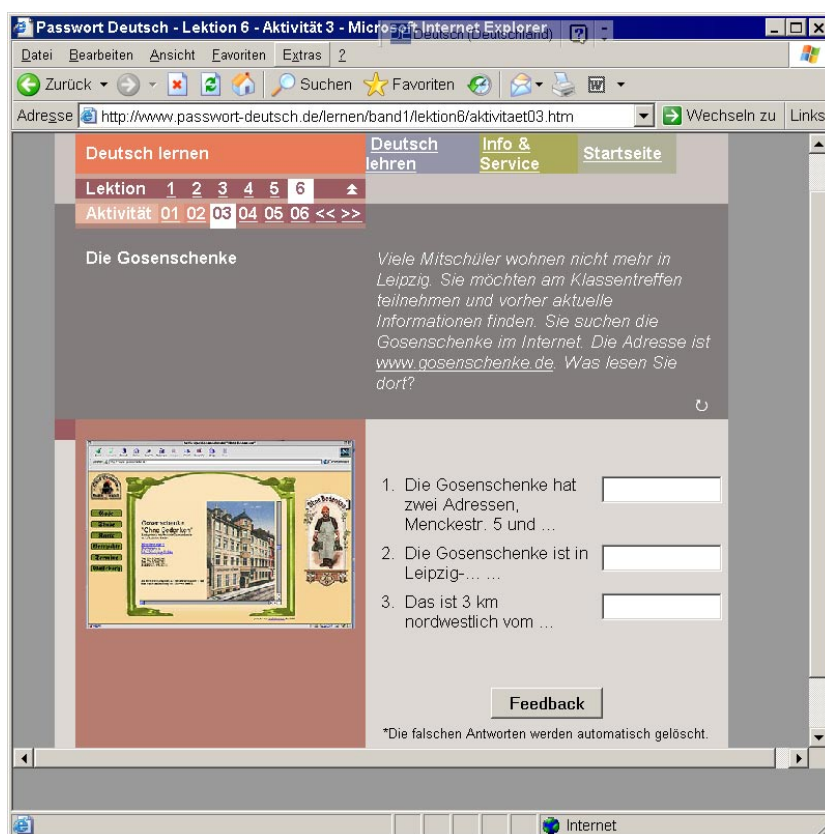 Passwort Deutsch - Lektion 6 - Aktivität 3 - Microsoft Internet Explorer
Deutsch (Deutschland)
Datei Bearbeiten Ansicht Favoriten Extras ?
Zurück Suchen Favoriten
Adresse http://www.passwort-deutsch.de/lernen/band1/lektion6/aktivitaet03.htm Wechseln zu Links
Deutsch lernen Deutsch lehren Info & Service Startseite
Lektion 1 2 3 4 5 6
Aktivität 01 02 03 04 05 06 << >>
Die Gosenschenke
Viele Mitschüler wohnen nicht mehr in
Leipzig. Sie möchten am Klassentreffen
teilnehmen und vorher aktuelle
Informationen finden. Sie suchen die
Gosenschenke im Internet. Die Adresse ist
www.gosenschenke.de. Was lesen Sie
dort?
Gosenschenke
"Ohne Bedenken"
1. Die Gosenschenke hat
zwei Adressen,
Menckestr. 5 und ...
2. Die Gosenschenke ist in
Leipzig-... ...
3. Das ist 3 km
nordwestlich vom ...
Feedback
*Die falschen Antworten werden automatisch gelöscht.
Internet